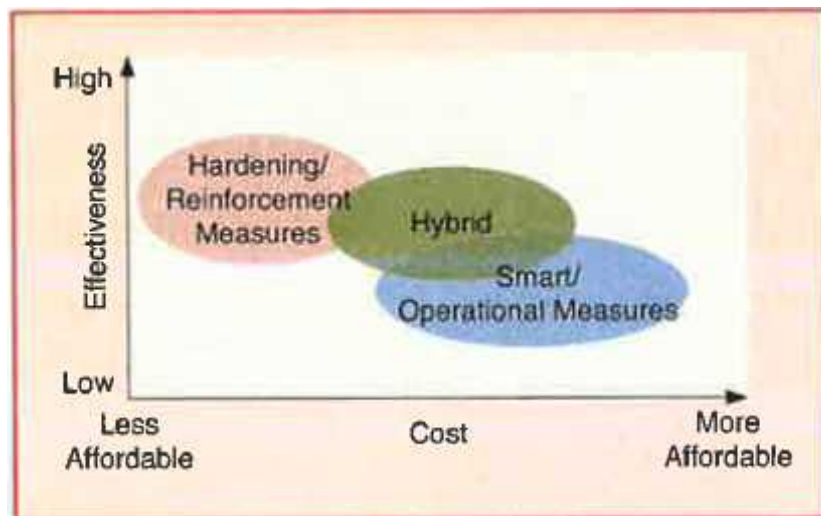 High
Effectiveness
Low
Hardening/
Reinforcement
Measures
Hybrid
Smart/
Operational Measures
Less
Affordable
Cost
More
Affordable